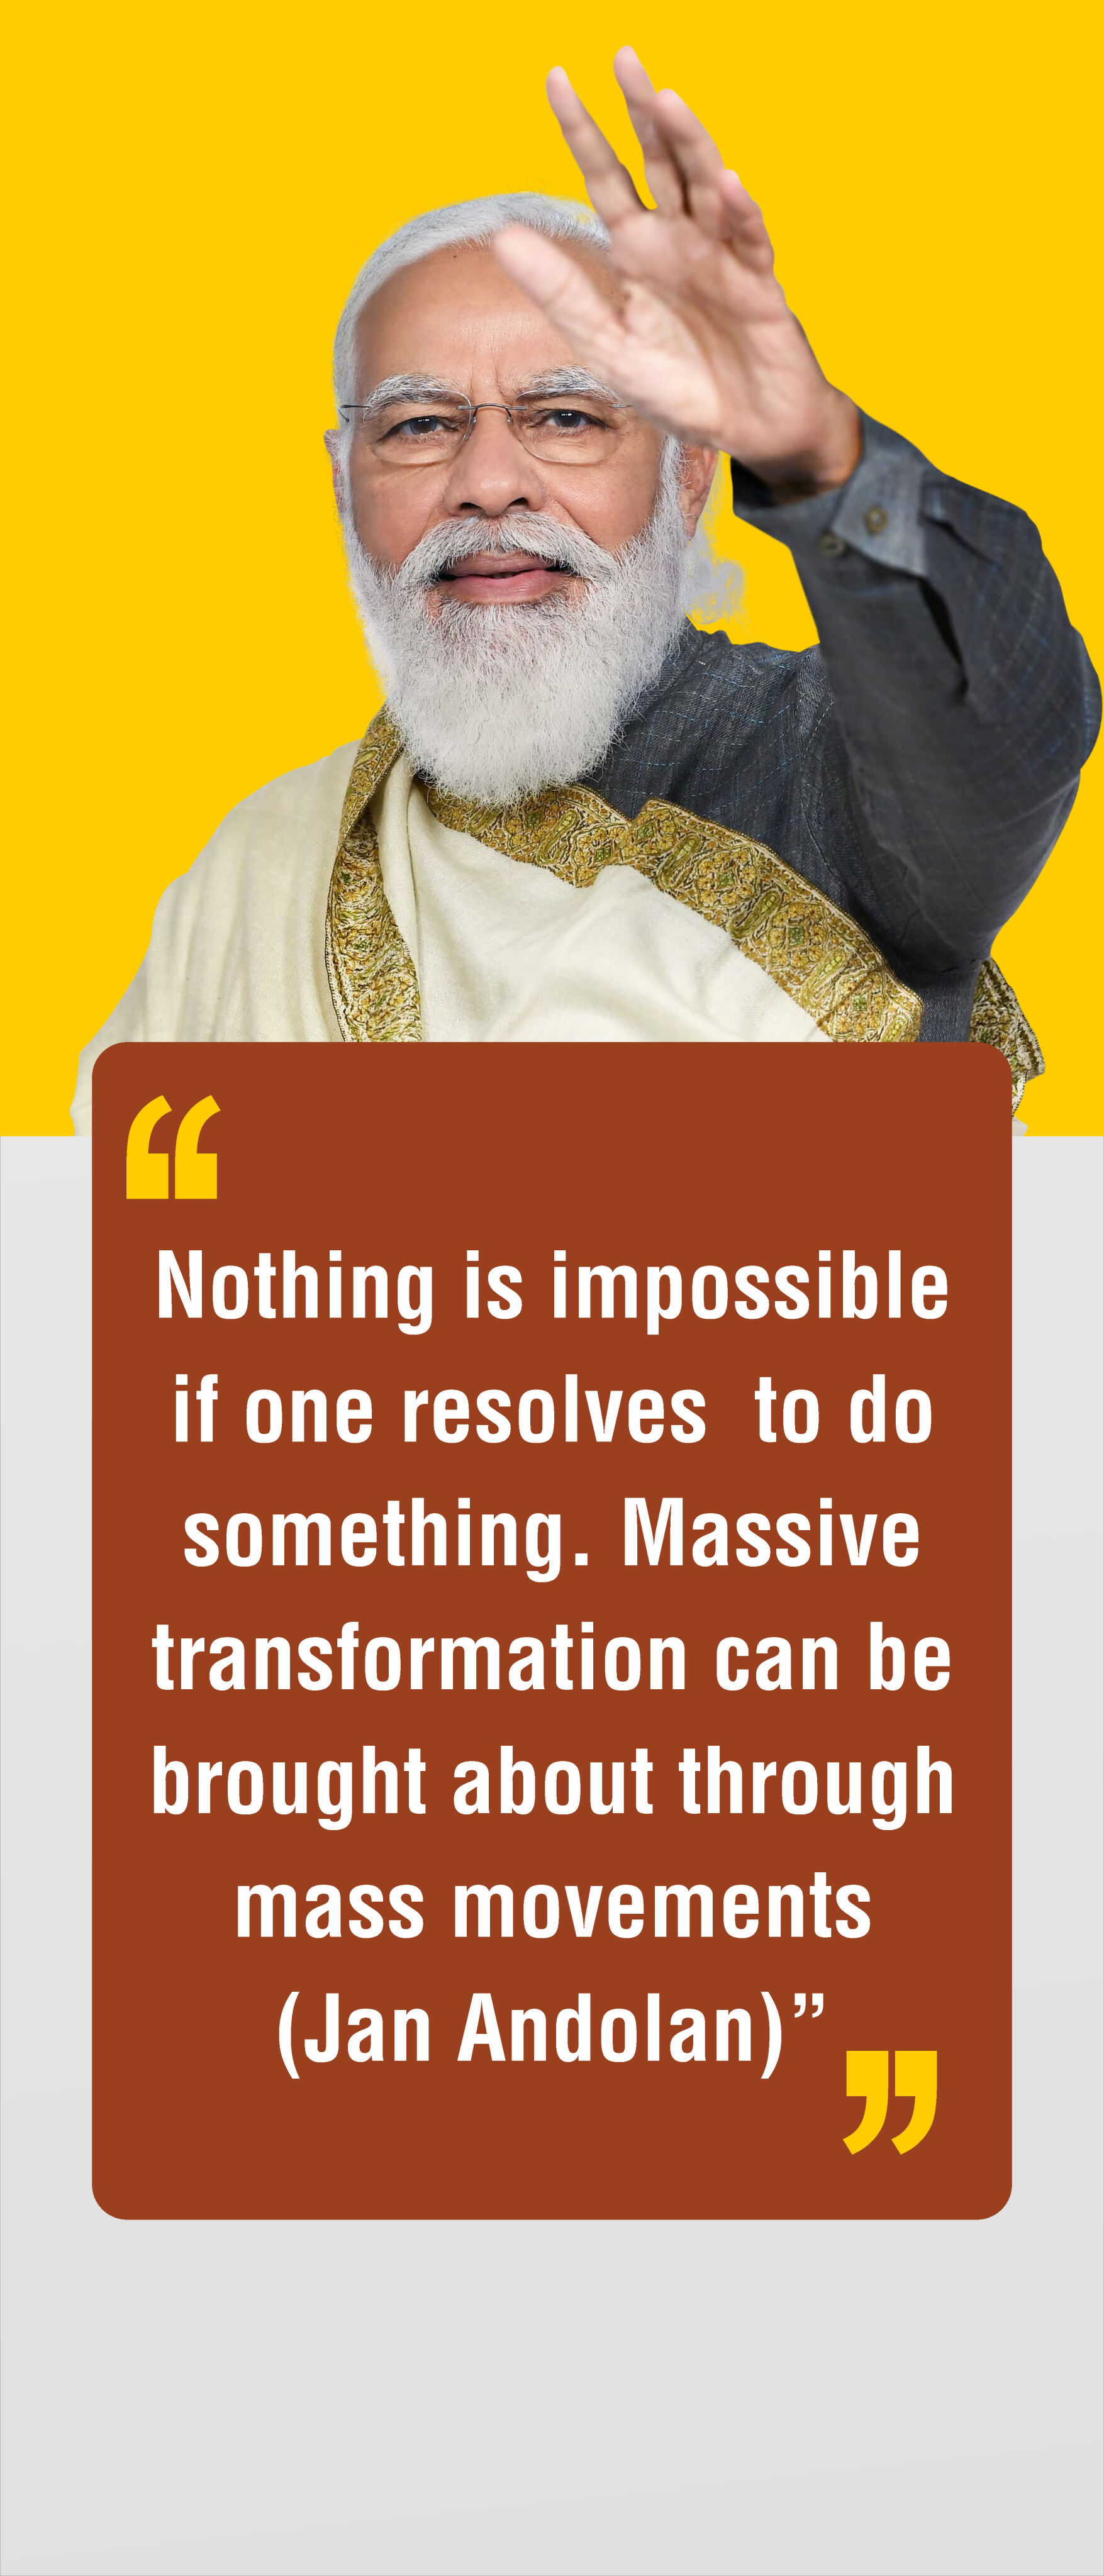 “
Nothing is impossible
if one resolves  to do
something. Massive
transformation can be
brought about through
mass movements
(Jan Andolan)”
”